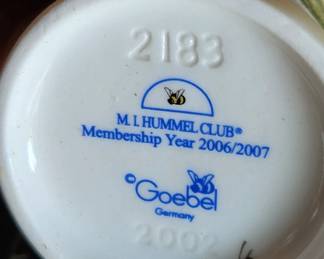 2183
M. I. HUMMEL CLUB®
Membership Year 2006/2007
© Goebel
Germany
2002